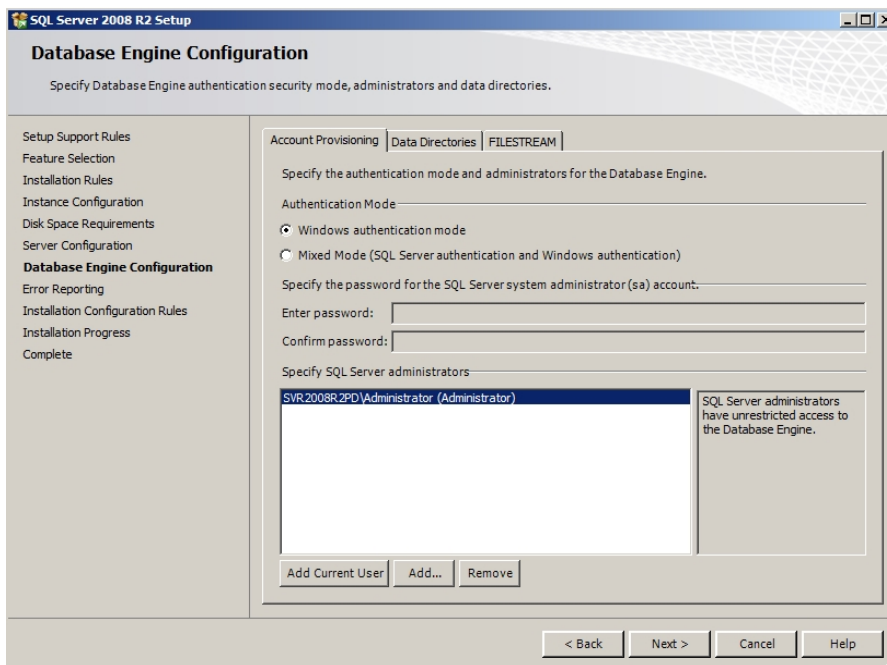 SQL Server 2008 R2 Setup
Database Engine Configuration
Specify Database Engine authentication security mode, administrators and data directories.
Setup Support Rules
Feature Selection
Installation Rules
Instance Configuration
Disk Space Requirements
Server Configuration
Database Engine Configuration
Error Reporting
Installation Configuration Rules
Installation Progress
Complete
Account Provisioning Data Directories FILESTREAM
Specify the authentication mode and administrators for the Database Engine.
Authentication Mode
Windows authentication mode
Mixed Mode (SQL Server authentication and Windows authentication)
Specify the password for the SQL Server system administrator (sa) account.
Enter password:
Confirm password:
Specify SQL Server administrators
SVR2008R2PD\Administrator (Administrator)
SQL Server administrators
have unrestricted access to
the Database Engine.
Add Current User Add... Remove
< Back Next > Cancel Help